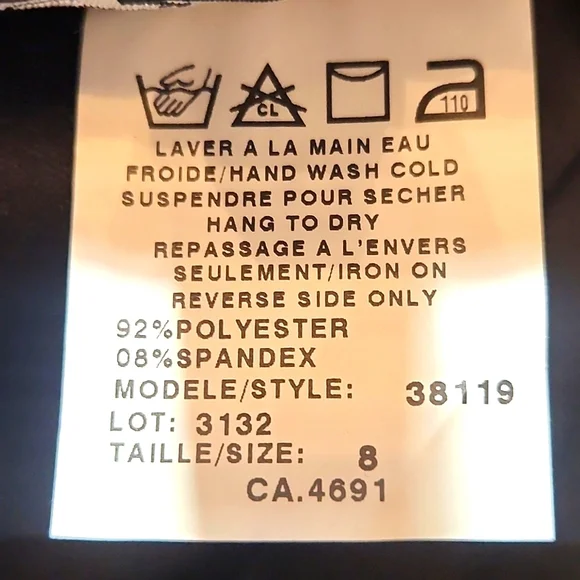 CL
110
LAVER A LA MAIN EAU
FROIDE/HAND WASH COLD
SUSPENDRE POUR SECHER
HANG TO DRY
REPASSAGE A L'ENVERS
SEULEMENT/IRON ON
REVERSE SIDE ONLY
92%POLYESTER
08%SPANDEX
MODELE/STYLE: 38119
LOT: 3132
TAILLE/SIZE: 8
CA.4691